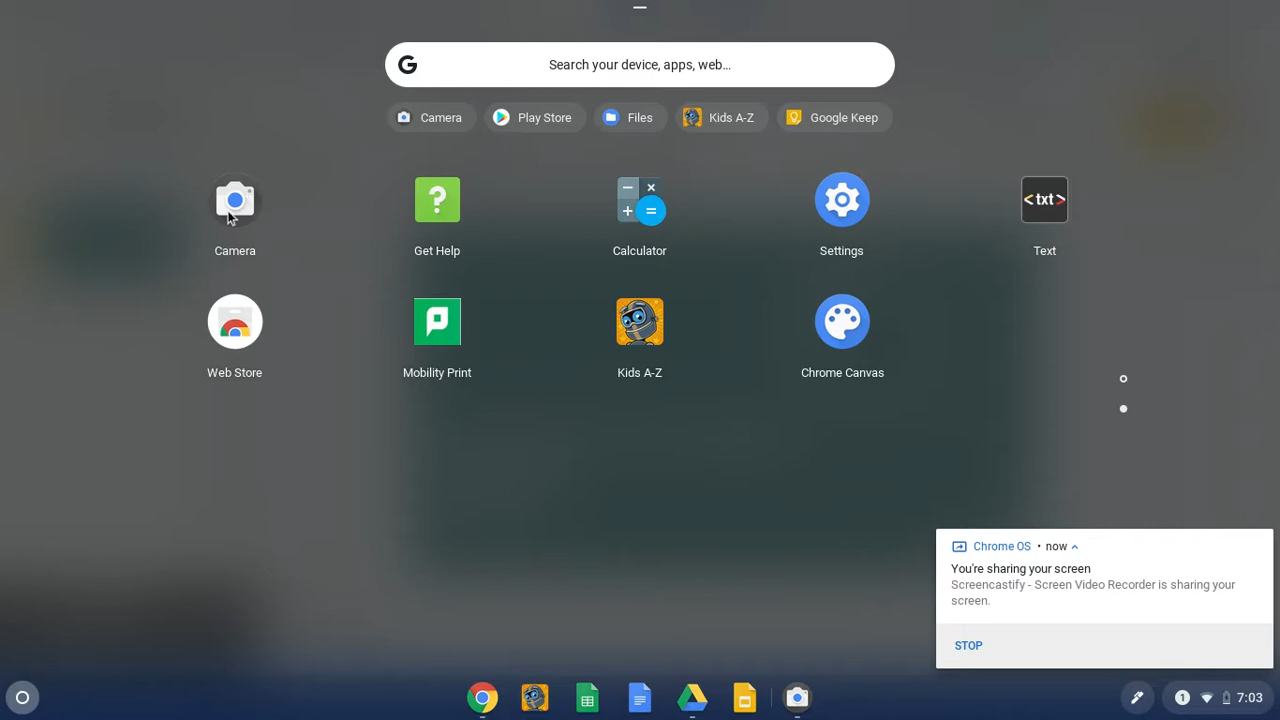 Search your device, apps, web...
Camera
Play Store
Files
Kids A-Z
Google Keep
Camera
Get Help
Calculator
Settings
<txt>
Text
Web Store
Mobility Print
Kids A-Z
Chrome Canvas
Chrome OS • now
You're sharing your screen
Screencastify - Screen Video Recorder is sharing your
screen.
STOP
1
7:03